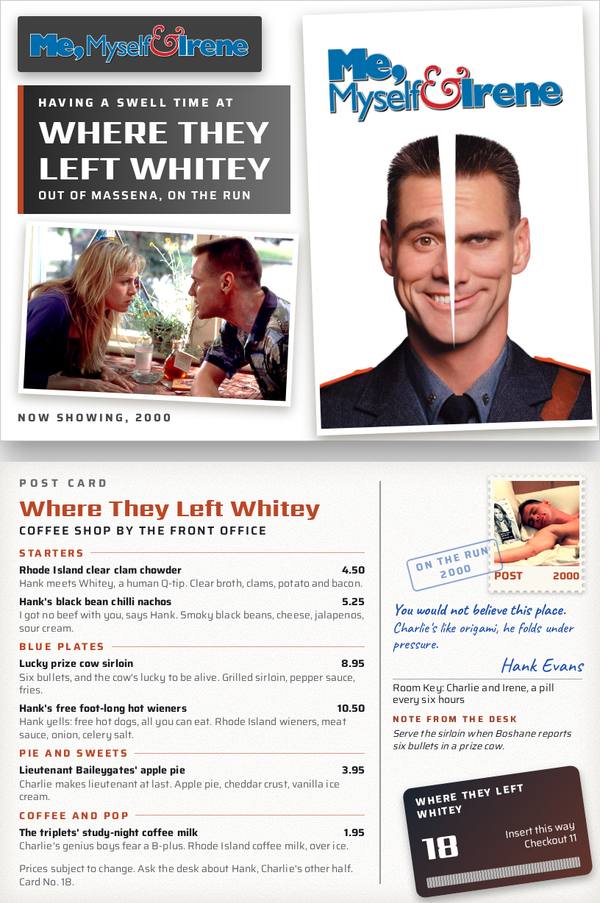 Me, Myself & Irene
HAVING A SWELL TIME AT
WHERE THEY
LEFT WHITEY
OUT OF MASSENA, ON THE RUN
NOW SHOWING, 2000
Me,
Myself & Irene
POST CARD
Where They Left Whitey
COFFEE SHOP BY THE FRONT OFFICE
STARTERS
Rhode Island clear clam chowder 4.50
Hank meets Whitey, a human Q-tip. Clear broth, clams, potato and bacon.
Hank's black bean chilli nachos 5.25
I got no beef with you, says Hank. Smoky black beans, cheese, jalapenos,
sour cream.
BLUE PLATES
Lucky prize cow sirloin 8.95
Six bullets, and the cow's lucky to be alive. Grilled sirloin, pepper sauce,
fries.
Hank's free foot-long hot wieners 10.50
Hank yells: free hot dogs, all you can eat. Rhode Island wieners, meat
sauce, onion, celery salt.
PIE AND SWEETS
Lieutenant Baileygates' apple pie 3.95
Charlie makes lieutenant at last. Apple pie, cheddar crust, vanilla ice
cream.
COFFEE AND POP
The triplets' study-night coffee milk 1.95
Charlie's genius boys fear a B-plus. Rhode Island coffee milk, over ice.
Prices subject to change. Ask the desk about Hank, Charlie's other half.
Card No. 18.
ON THE RUN
2000
POST 2000
You would not believe this place.
Charlie's like origami, he folds under
pressure.
Hank Evans
Room Key: Charlie and Irene, a pill
every six hours
NOTE FROM THE DESK
Serve the sirloin when Boshane reports
six bullets in a prize cow.
WHERE THEY LEFT
WHITEY
18
Insert this way
Checkout 11